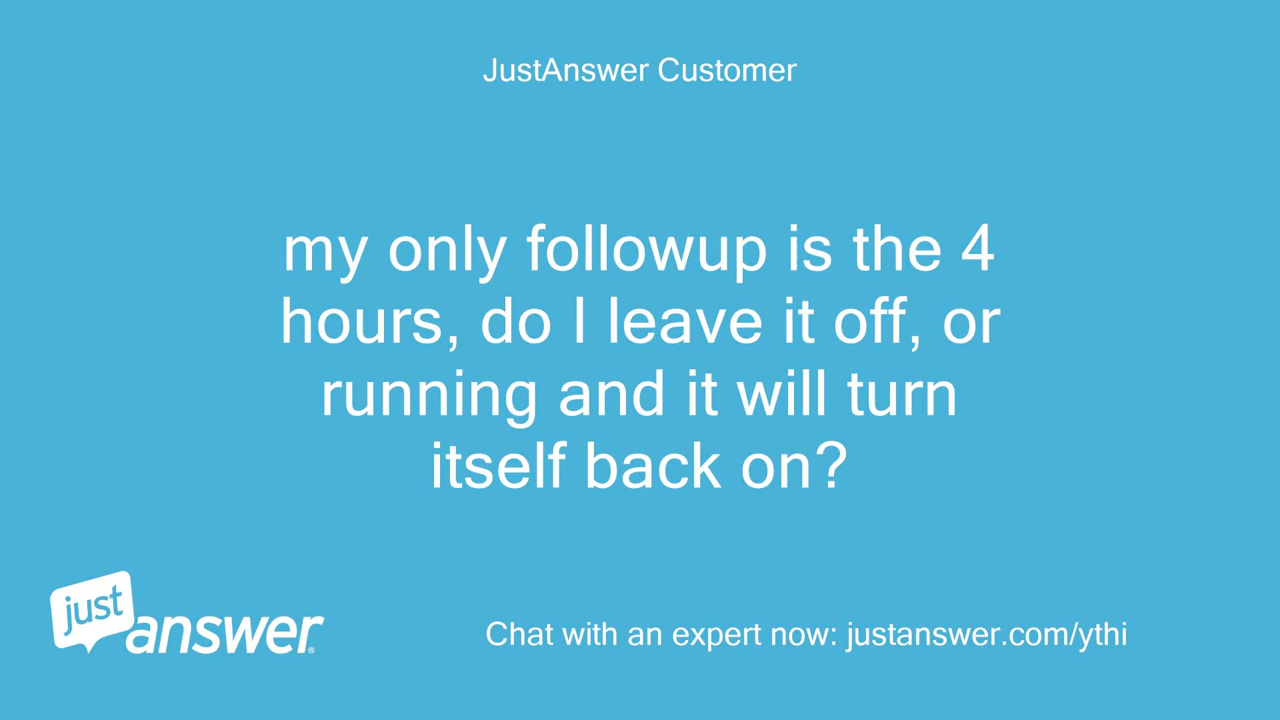 JustAnswer Customer
my only followup is the 4
hours, do I leave it off, or
running and it will turn
itself back on?
just
answer®
Chat with an expert now: justanswer.com/ythi